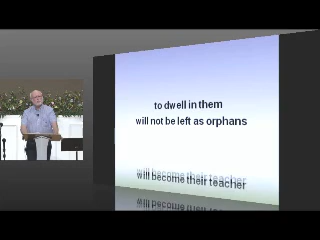 to dwell in them
will not be left as orphans
will become their teacher